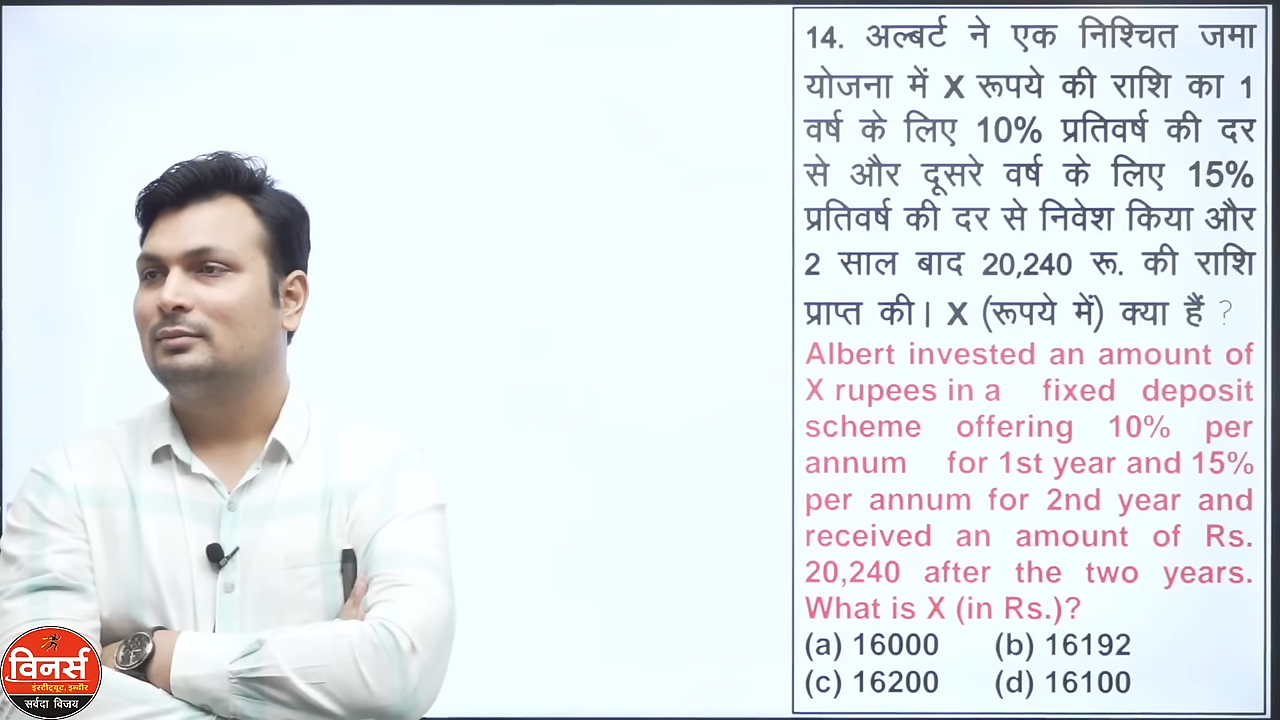 14. अल्बर्ट ने एक निश्चित जमा
योजना में X रूपये की राशि का 1
वर्ष के लिए 10% प्रतिवर्ष की दर
से और दूसरे वर्ष के लिए 15%
प्रतिवर्ष की दर से निवेश किया और
2 साल बाद 20,240 रू. की राशि
प्राप्त की। X (रूपये में) क्या हैं ?
Albert invested an amount of
X rupees in a fixed deposit
scheme offering 10% per
annum for 1st year and 15%
per annum for 2nd year and
received an amount of Rs.
20,240 after the two years.
What is X (in Rs.)?
(a) 16000 (b) 16192
(c) 16200 (d) 16100
विनर्स
इंस्टीट्यूट, इन्दौर
सर्वदा विजय